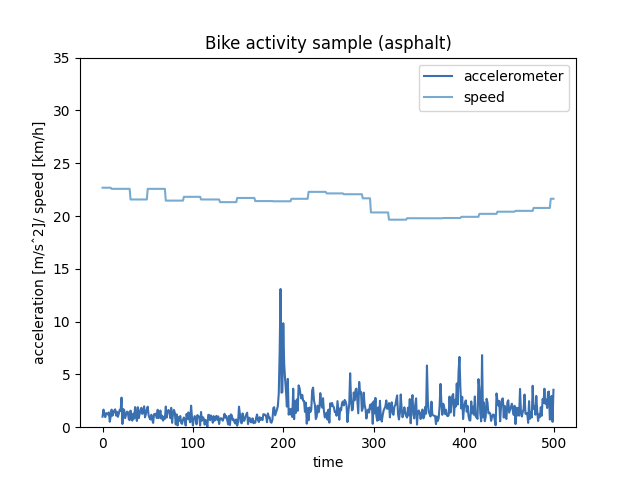 Bike activity sample (asphalt)
accelerometer
speed
acceleration [m/s^2]/ speed [km/h]
35
30
25
20
15
10
5
0
0 100 200 300 400 500
time